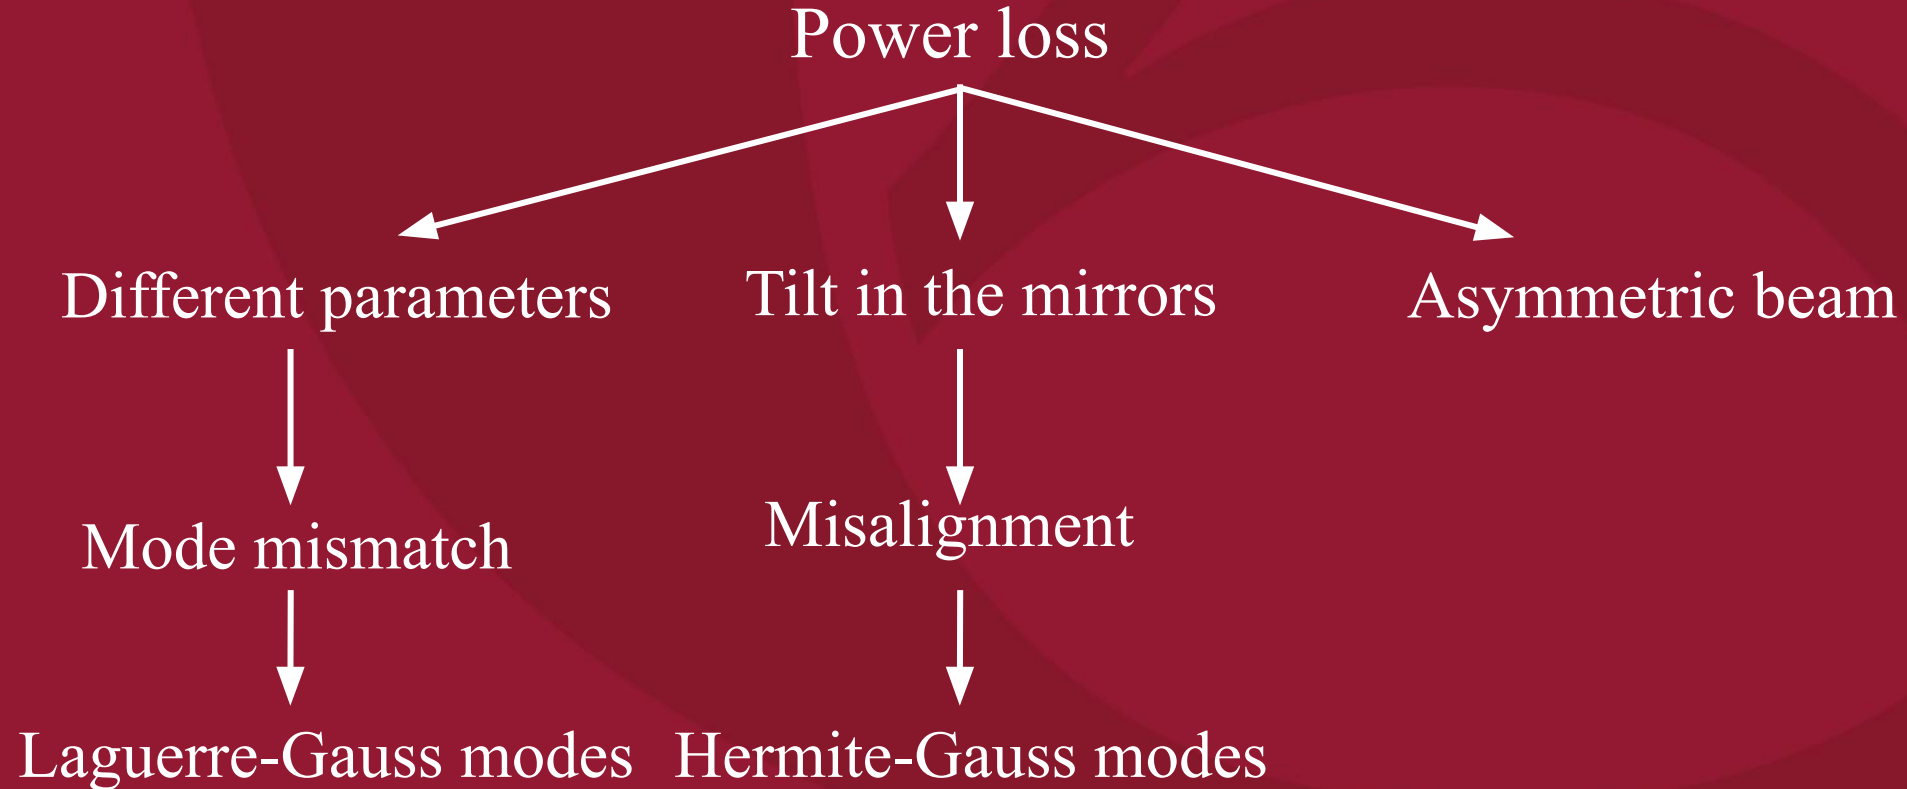 Power loss
Different parameters
Tilt in the mirrors
Asymmetric beam
Mode mismatch
Misalignment
Laguerre-Gauss modes
Hermite-Gauss modes